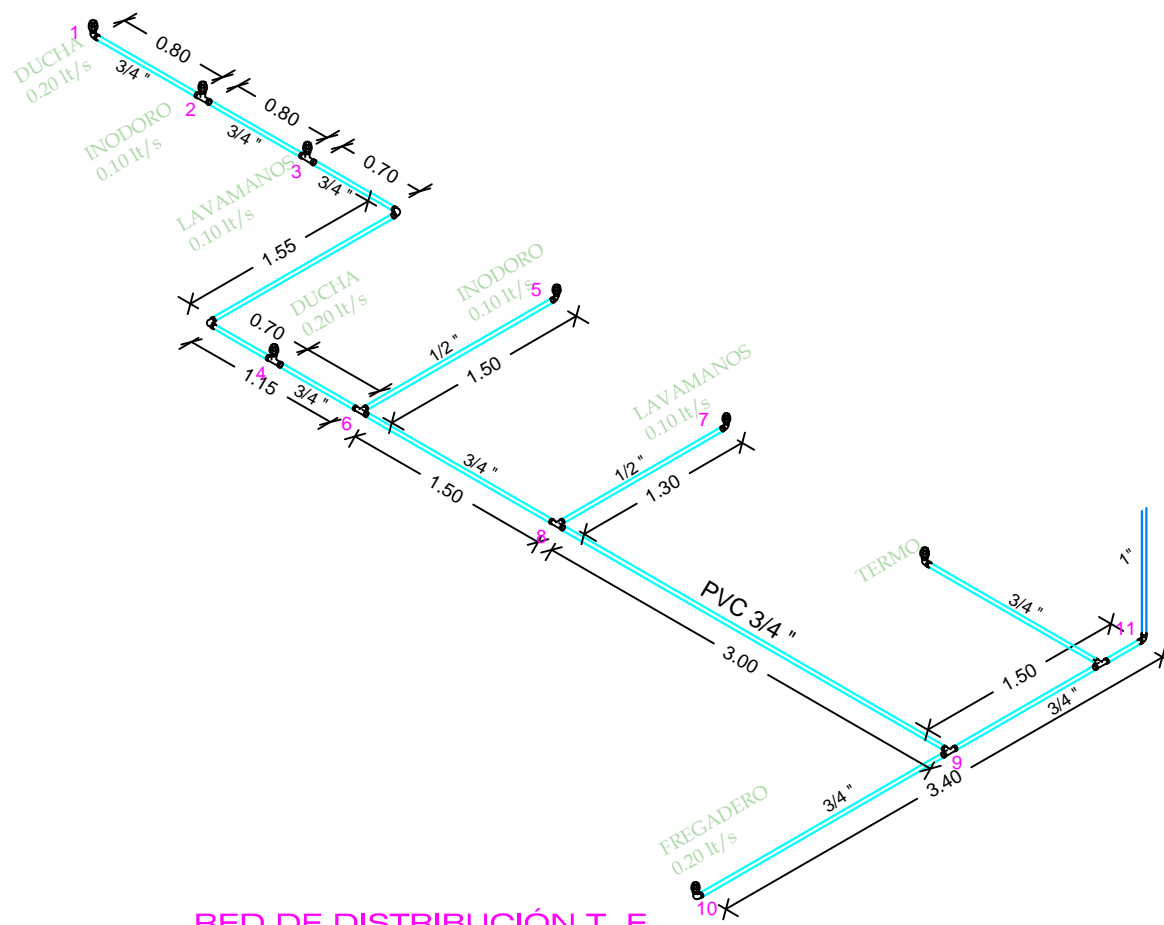 1
0.80
DUCHA
0.20 lt/s
3/4 "
2
0.80
INODORO
0.10 lt/s
3/4 "
3
0.70
LAVAMANOS
0.10 lt/s
3/4 "
1.55
DUCHA
0.20 lt/s
INODORO
0.10 lt/s
5
0.70
4
1/2 "
1.50
1.15
3/4 "
6
LAVAMANOS
0.10 lt/s
7
3/4 "
1/2 "
1.30
1.50
8
TERMO
1"
PVC 3/4 "
3/4 "
11
3.00
1.50
3/4 "
9
3.40
3/4 "
FREGADERO
0.20 lt/s
10
RED DE DISTRIBUCIÓN T_E